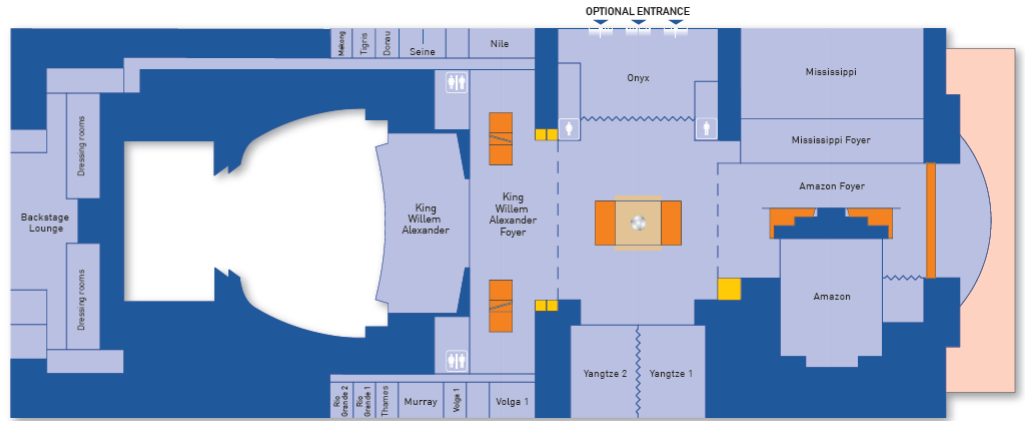 OPTIONAL ENTRANCE
Mekong
Tigris
Donau
Seine
Nile
Onyx
Mississippi
Mississippi Foyer
Amazon Foyer
Dressing rooms
Backstage
Lounge
King
Willem
Alexander
King
Willem
Alexander
Foyer
Dressing rooms
Amazon
Yangtze 2
Yangtze 1
Rio
Grande 2
Rio
Grande 1
Thames
Murray
Volga 1
Volga 1